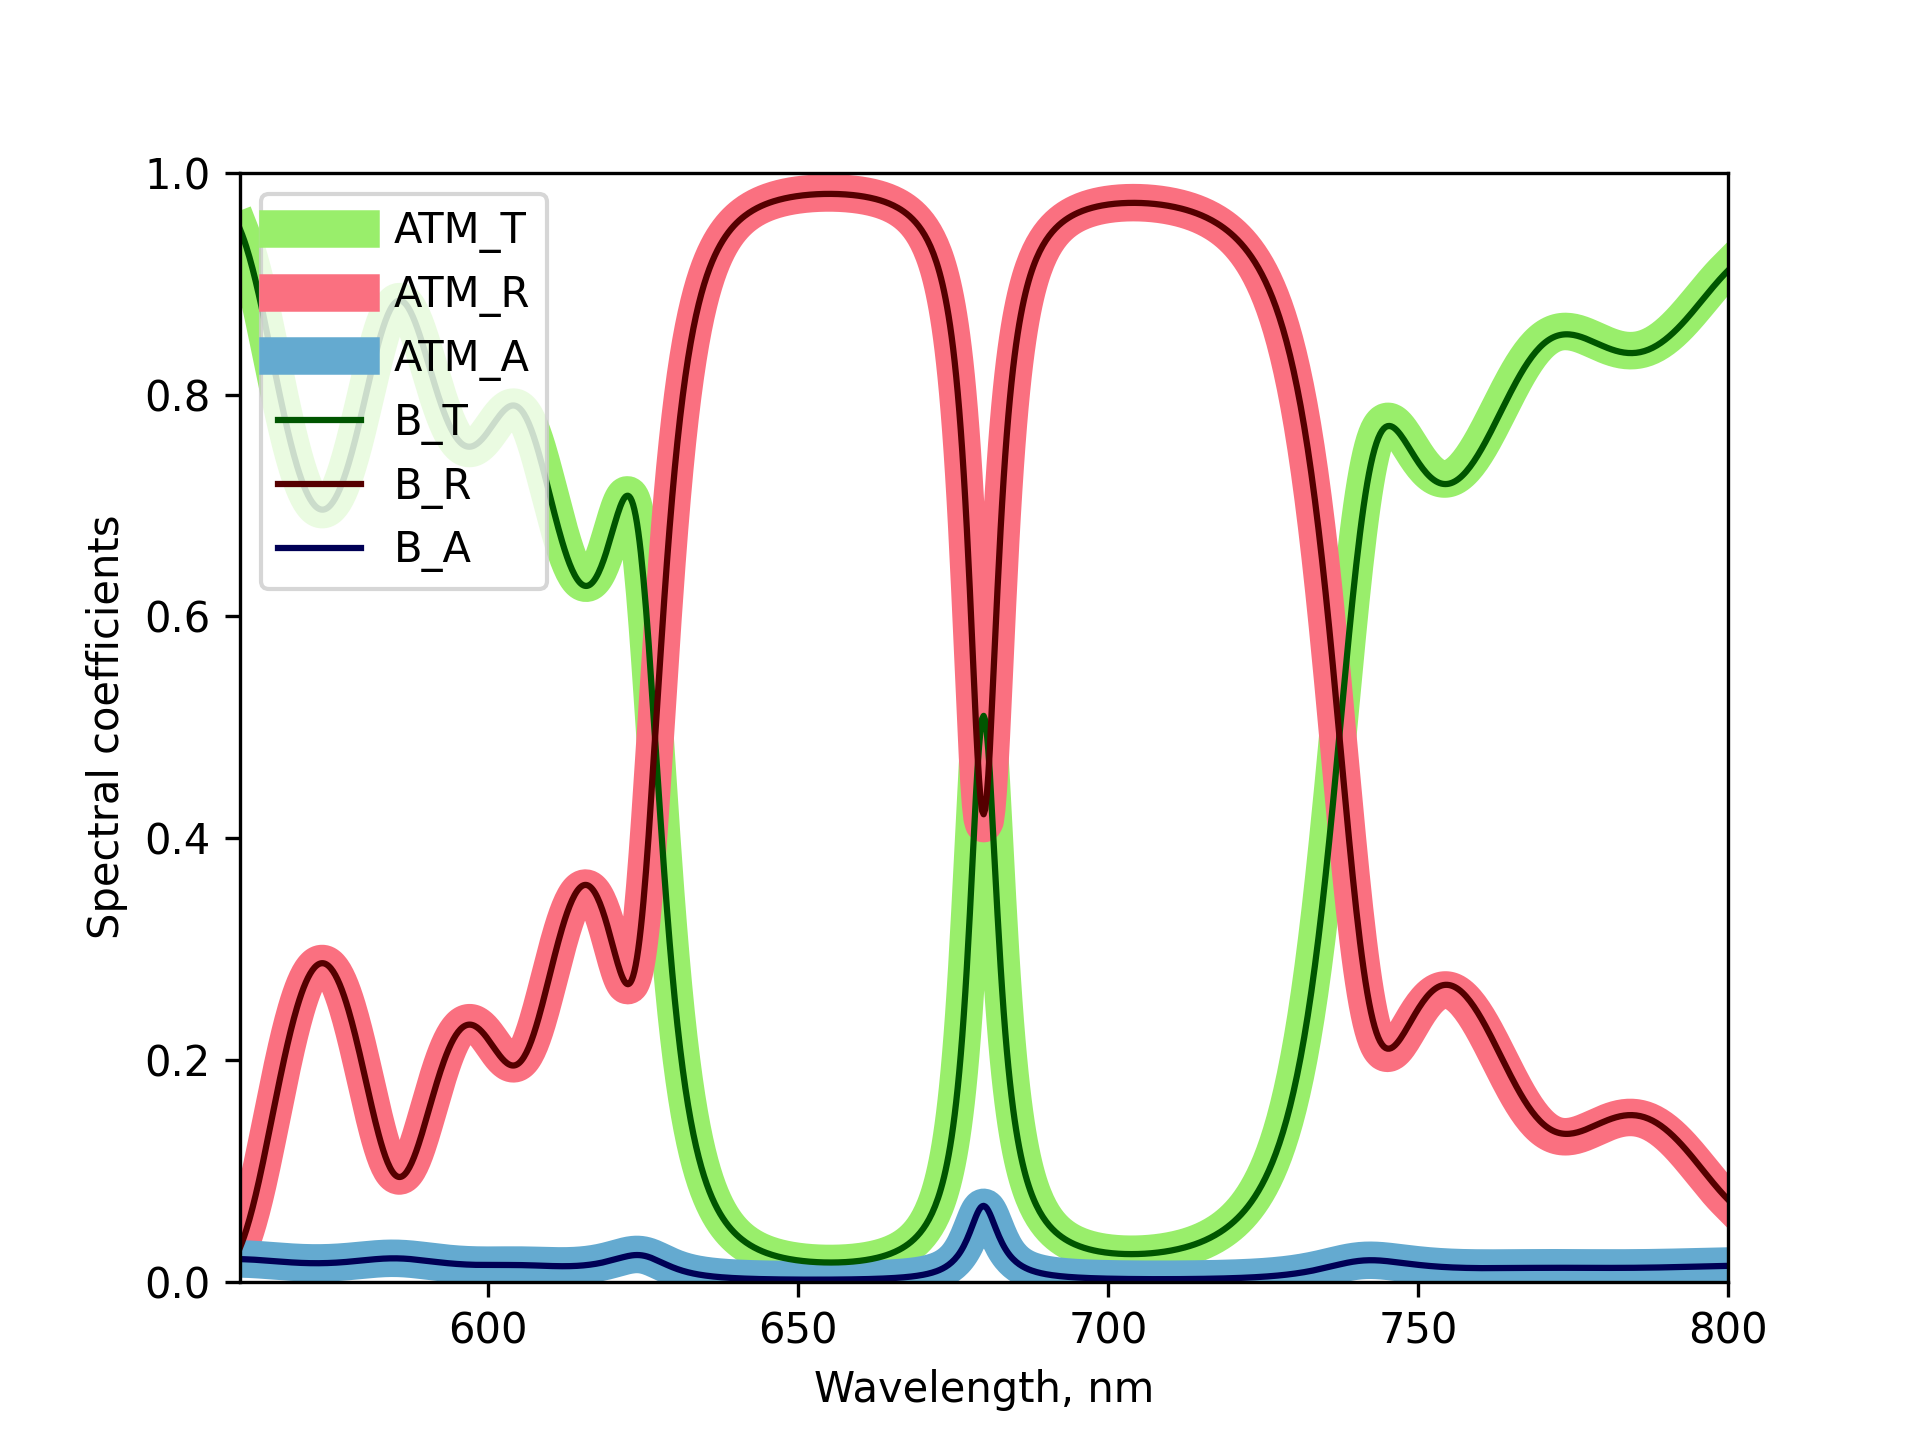 1.0
0.8
0.6
0.4
0.2
0.0
Spectral coefficients
ATM_T
ATM_R
ATM_A
B_T
B_R
B_A
600 650 700 750 800
Wavelength, nm